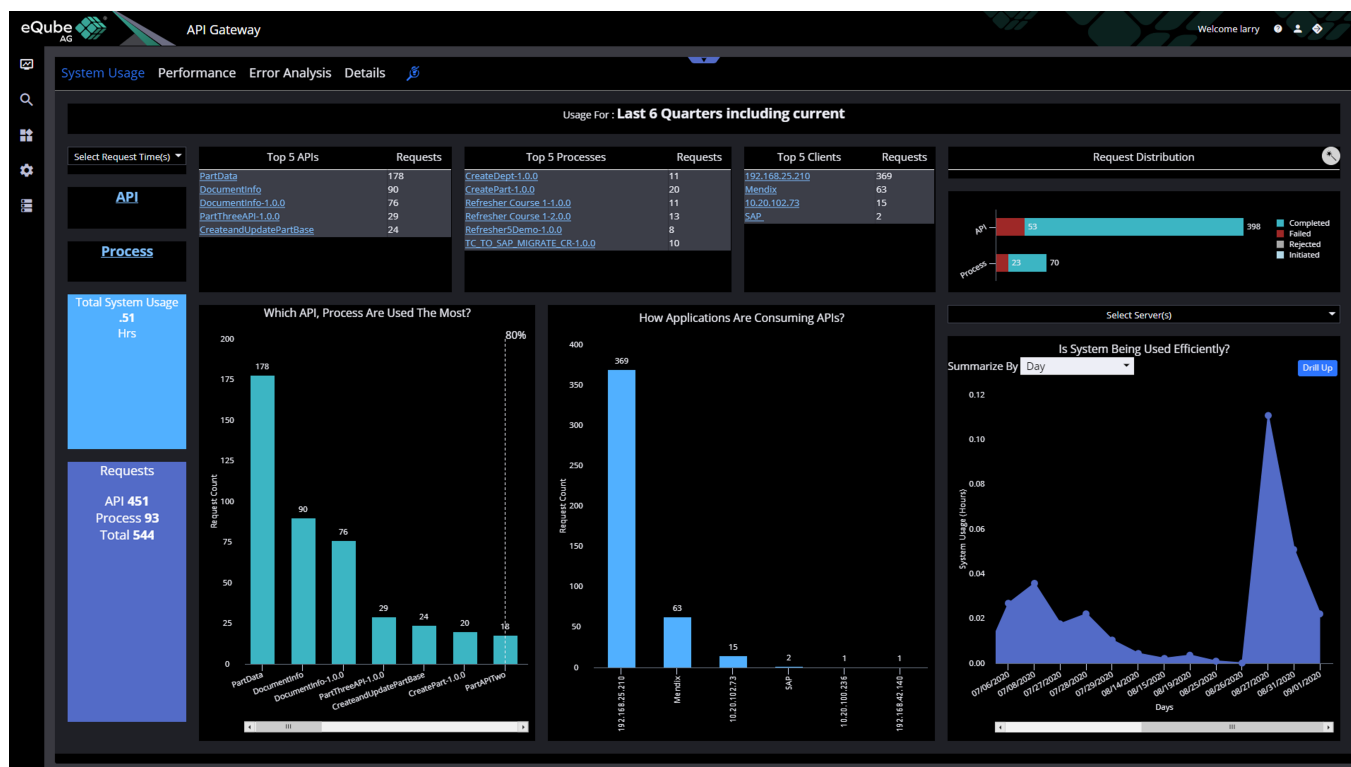 eQube AG
API Gateway
Welcome larry
System Usage Performance Error Analysis Details
Usage For : Last 6 Quarters including current
Select Request Time(s)
API
Process
Total System Usage
.51
Hrs
Requests
API 451
Process 93
Total 544
Top 5 APIs Requests
PartData 178
DocumentInfo 90
DocumentInfo-1.0.0 76
PartThreeAPI-1.0.0 29
CreateandUpdatePartBase 24
Top 5 Processes Requests
CreateDept-1.0.0 11
CreatePart-1.0.0 20
Refresher Course 1-1.0.0 11
Refresher Course 1-2.0.0 13
Refresher5Demo-1.0.0 8
TC_TO_SAP_MIGRATE_CR-1.0.0 10
Top 5 Clients Requests
192.168.25.210 369
Mendix 63
10.20.102.73 15
SAP 2
Request Distribution
API
53
398
Process
23
70
Completed
Failed
Rejected
Initiated
Which API, Process Are Used The Most?
80%
Request Count
200
175
150
125
100
75
50
25
0
178
90
76
29
24
20
18
PartData
DocumentInfo
DocumentInfo-1.0.0
PartThreeAPI-1.0.0
CreateandUpdatePartBase
CreatePart-1.0.0
PartAPITwo
How Applications Are Consuming APIs?
Request Count
400
350
300
250
200
150
100
50
0
369
63
15
2
1
1
192.168.25.210
Mendix
10.20.102.73
SAP
10.20.100.236
192.168.42.140
Select Server(s)
Is System Being Used Efficiently?
Summarize By Day
Drill Up
System Usage (Hours)
0.12
0.10
0.08
0.06
0.04
0.02
0.00
07/06/2020
07/08/2020
07/27/2020
07/28/2020
07/29/2020
08/14/2020
08/15/2020
08/19/2020
08/25/2020
08/26/2020
08/27/2020
08/31/2020
09/01/2020
Days